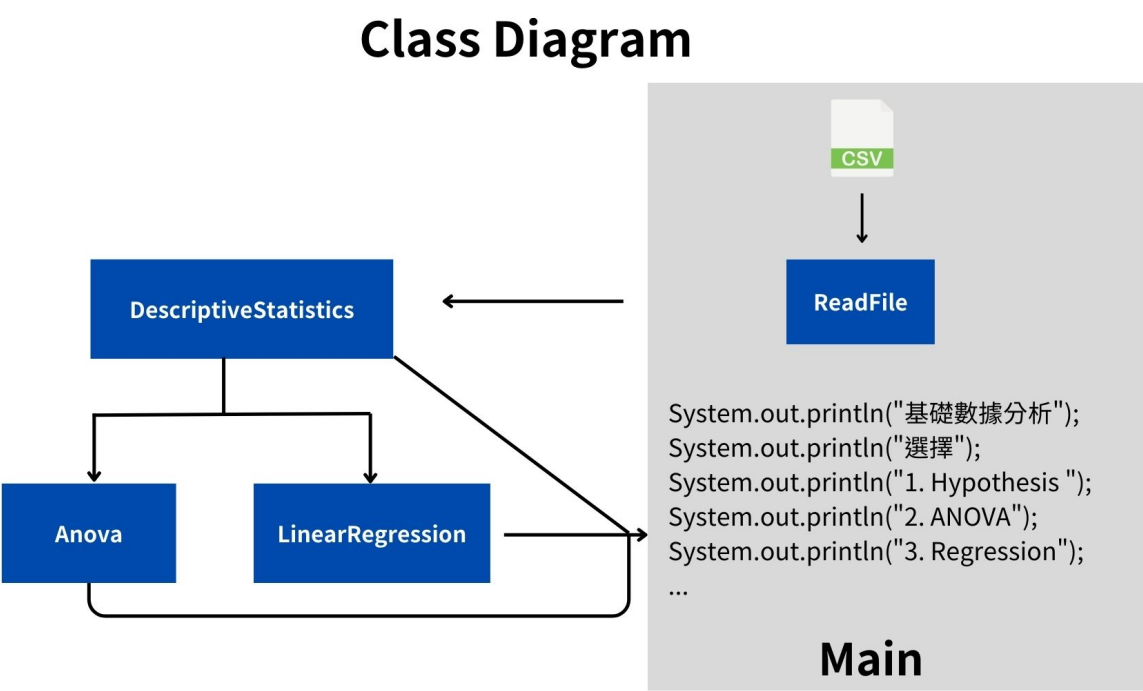 Class Diagram
CSV
DescriptiveStatistics
ReadFile
System.out.println("基礎數據分析");
System.out.println("選擇");
System.out.println("1. Hypothesis ");
System.out.println("2. ANOVA");
System.out.println("3. Regression");
...
Anova
LinearRegression
Main